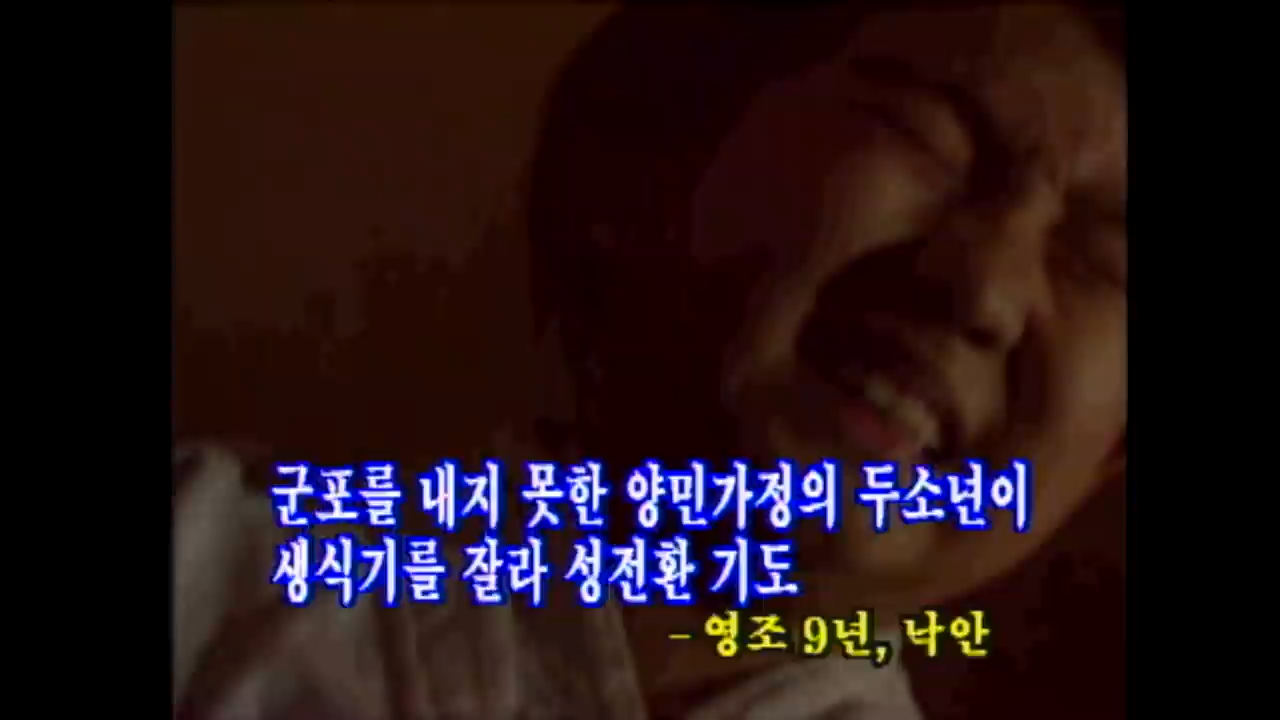 군포를 내지 못한 양민가정의 두소년이
생식기를 잘라 성전환 기도
- 영조 9년, 낙안